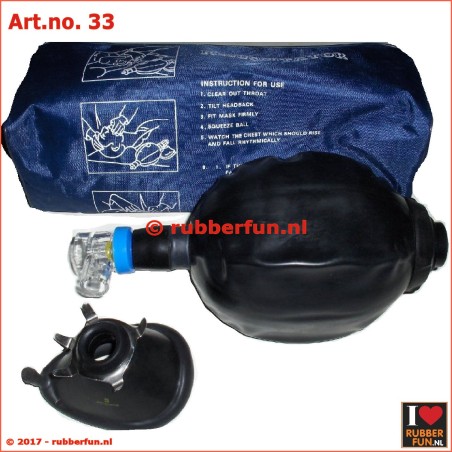 Art.no. 33
INSTRUCTION FOR USE
1. CLEAR OUT THROAT
2. TILT HEADBACK
3. FIT MASK FIRMLY
4. SQUEEZE BALL
5. WATCH THE CHEST WHICH SHOULD RISE
AND FALL RHYTHMICALLY
IF
© rubberfun.nl
© 2017 - rubberfun.nl
I
RUBBER
FUN.NL